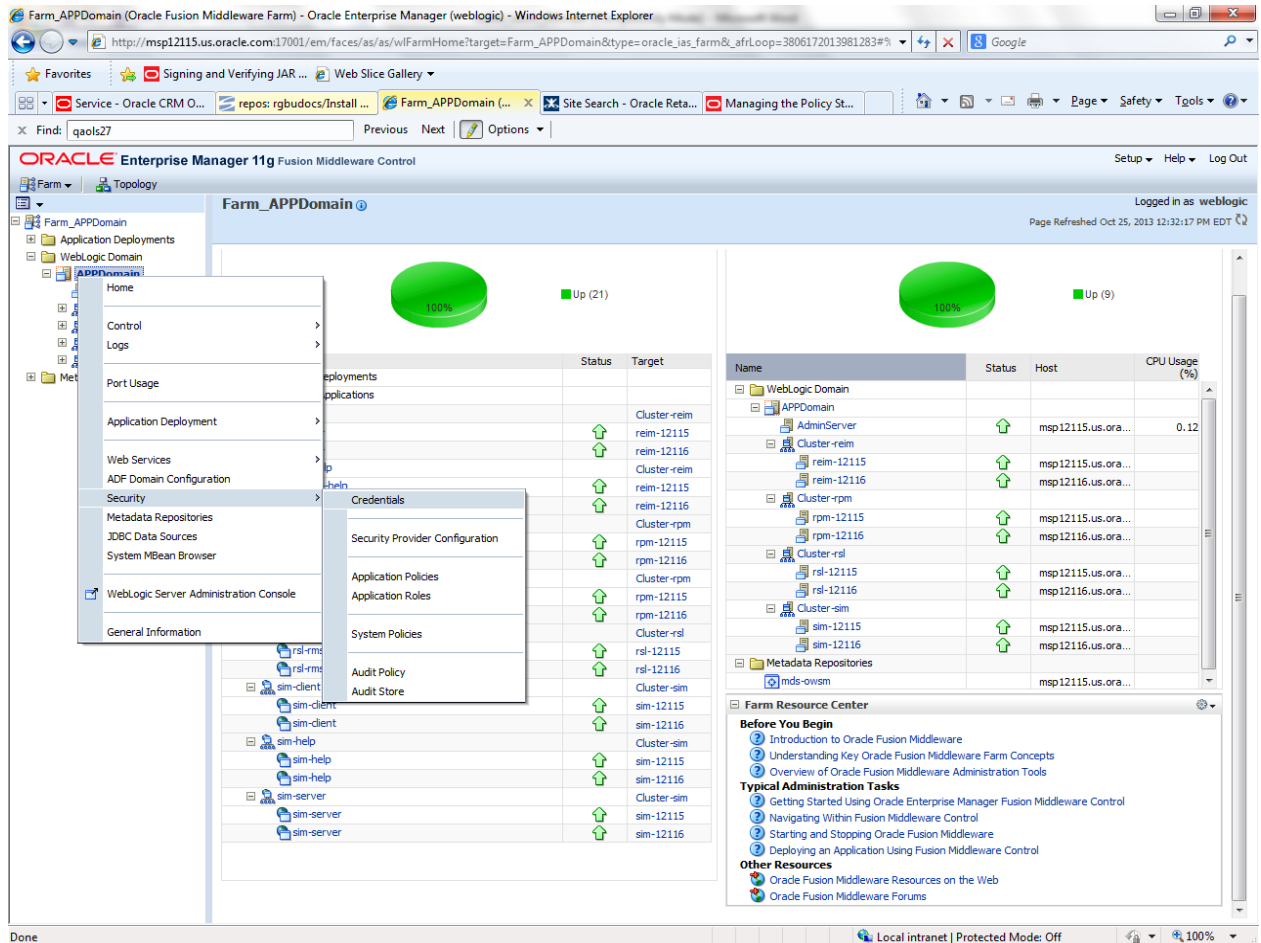 Farm_APPDomain (Oracle Fusion Middleware Farm) - Oracle Enterprise Manager (weblogic) - Windows Internet Explorer
http://msp12115.us.oracle.com:17001/em/faces/as/as/wlFarmHome?target=Farm_APPDomain&type=oracle_ias_farm&_afrLoop=3806172013981283#%
Google
Favorites Signing and Verifying JAR ... Web Slice Gallery
Service - Oracle CRM O... repos: rgbudocs/Install ... Farm_APPDomain (... X Site Search - Oracle Reta... Managing the Policy St... Page Safety Tools
x Find: qaols27 Previous Next Options
ORACLE Enterprise Manager 11g Fusion Middleware Control
Setup Help Log Out
Farm Topology
Farm_APPDomain
Logged in as weblogic
Page Refreshed Oct 25, 2013 12:32:17 PM EDT
Farm_APPDomain
Application Deployments
WebLogic Domain
APPDomain
Met
Home
Control
Logs
Port Usage
Application Deployment
Web Services
ADF Domain Configuration
Security
Metadata Repositories
JDBC Data Sources
System MBean Browser
WebLogic Server Administration Console
General Information
Credentials
Security Provider Configuration
Application Policies
Application Roles
System Policies
Audit Policy
Audit Store
100%
Up (21)
Status Target
eployments
pplications
Cluster-reim
reim-12115
reim-12116
lp Cluster-reim
-help reim-12115
reim-12116
Cluster-rpm
rpm-12115
rpm-12116
Cluster-rpm
rpm-12115
rpm-12116
Cluster-rsl
rsl-rms rsl-12115
rsl-rms rsl-12116
sim-client Cluster-sim
sim-client sim-12115
sim-client sim-12116
sim-help Cluster-sim
sim-help sim-12115
sim-help sim-12116
sim-server Cluster-sim
sim-server sim-12115
sim-server sim-12116
100%
Up (9)
Name Status Host CPU Usage (%)
WebLogic Domain
APPDomain
AdminServer msp12115.us.ora... 0.12
Cluster-reim
reim-12115 msp12115.us.ora...
reim-12116 msp12116.us.ora...
Cluster-rpm
rpm-12115 msp12115.us.ora...
rpm-12116 msp12116.us.ora...
Cluster-rsl
rsl-12115 msp12115.us.ora...
rsl-12116 msp12116.us.ora...
Cluster-sim
sim-12115 msp12115.us.ora...
sim-12116 msp12116.us.ora...
Metadata Repositories
mds-owsm msp12115.us.ora...
Farm Resource Center
Before You Begin
Introduction to Oracle Fusion Middleware
Understanding Key Oracle Fusion Middleware Farm Concepts
Overview of Oracle Fusion Middleware Administration Tools
Typical Administration Tasks
Getting Started Using Oracle Enterprise Manager Fusion Middleware Control
Navigating Within Fusion Middleware Control
Starting and Stopping Oracle Fusion Middleware
Deploying an Application Using Fusion Middleware Control
Other Resources
Oracle Fusion Middleware Resources on the Web
Oracle Fusion Middleware Forums
Done
Local intranet | Protected Mode: Off
100%